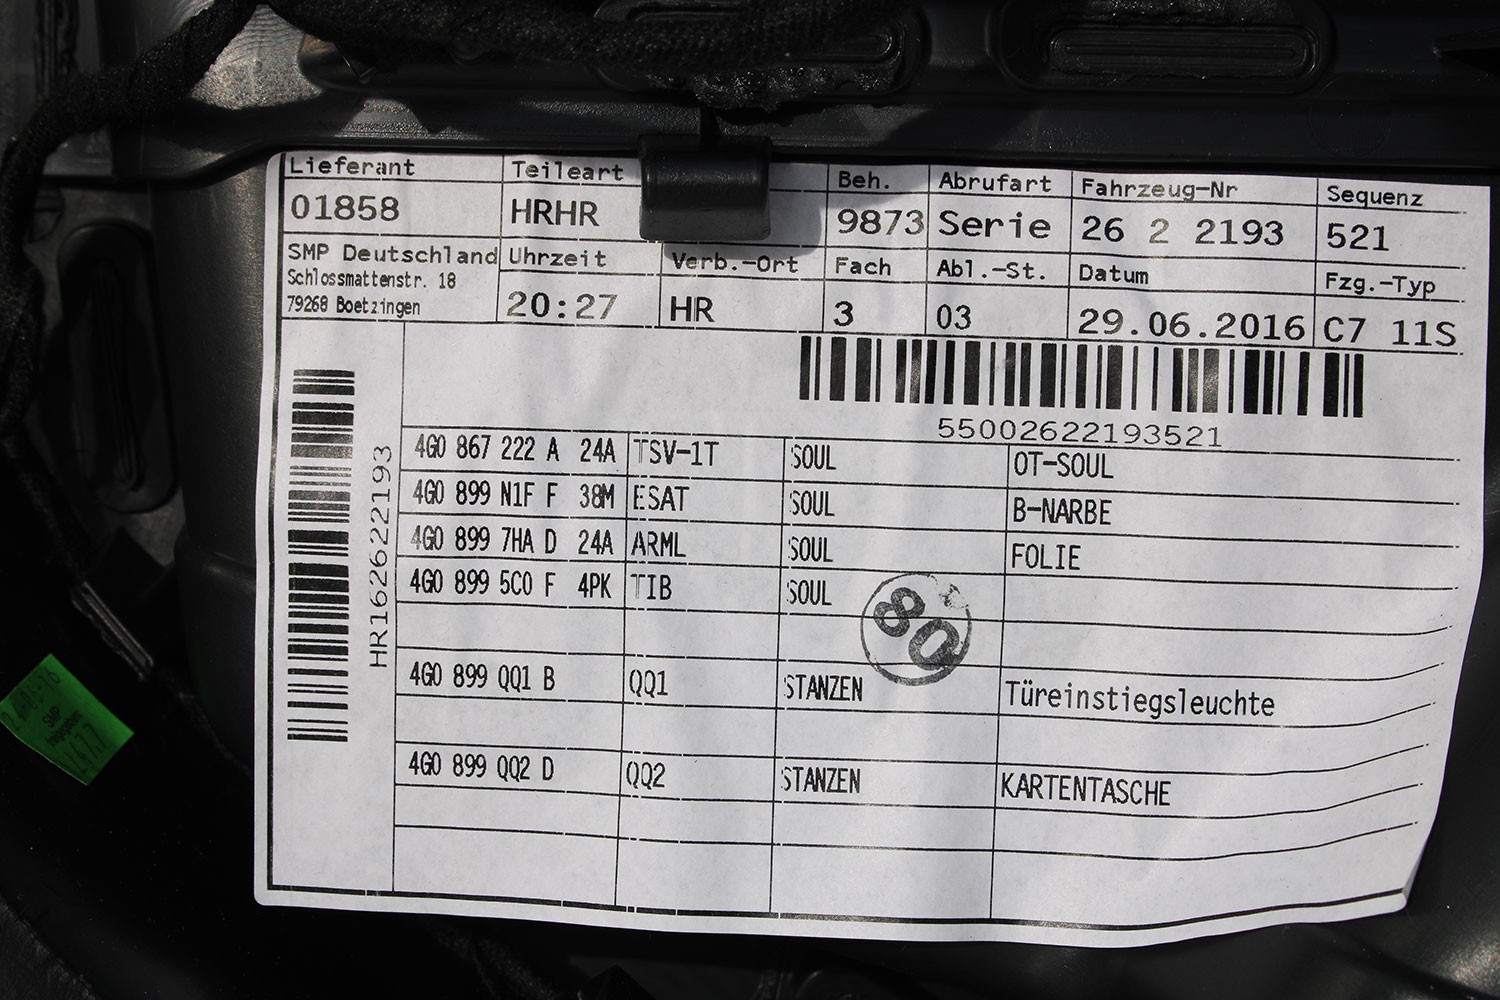 Lieferant Teileart Beh. Abrufart Fahrzeug-Nr Sequenz
01858 HRHR 9873 Serie 26 2 2193 521
SMP Deutschland Uhrzeit Verb.-Ort Fach Abl.-St. Datum Fzg.-Typ
Schlossmattenstr. 18
79268 Boetzingen 20:27 HR 3 03 29.06.2016 C7 11S
55002622193521
HR162622193
4G0 867 222 A 24A TSV-1T SOUL OT-SOUL
4G0 899 N1F F 38M ESAT SOUL B-NARBE
4G0 899 7HA D 24A ARML SOUL FOLIE
4G0 899 5C0 F 4PK TIB SOUL
80
4G0 899 QQ1 B QQ1 STANZEN Türeinstiegsleuchte
4G0 899 QQ2 D QQ2 STANZEN KARTENTASCHE
SMP